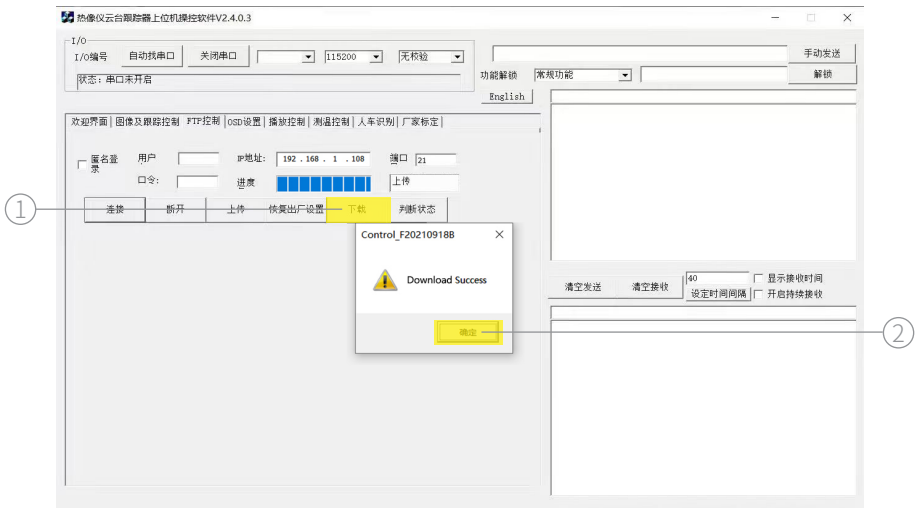 热像仪云台跟踪器上位机操控软件V2.4.0.3
I/O
I/O编号 自动找串口 关闭串口 115200 无校验
手动发送
状态：串口未开启
功能解锁 常规功能 解锁
English
欢迎界面 图像及跟踪控制 FTP控制 OSD设置 播放控制 测温控制 人车识别 厂家标定
匿名登录 用户 IP地址: 192 . 168 . 1 . 108 端口 21
口令: 进度 上传
① 连接 断开 上传 恢复出厂设置 下载 判断状态
Control_F20210918B
Download Success
确定 ②
清空发送 清空接收 40 显示接收时间
设定时间间隔 开启持续接收